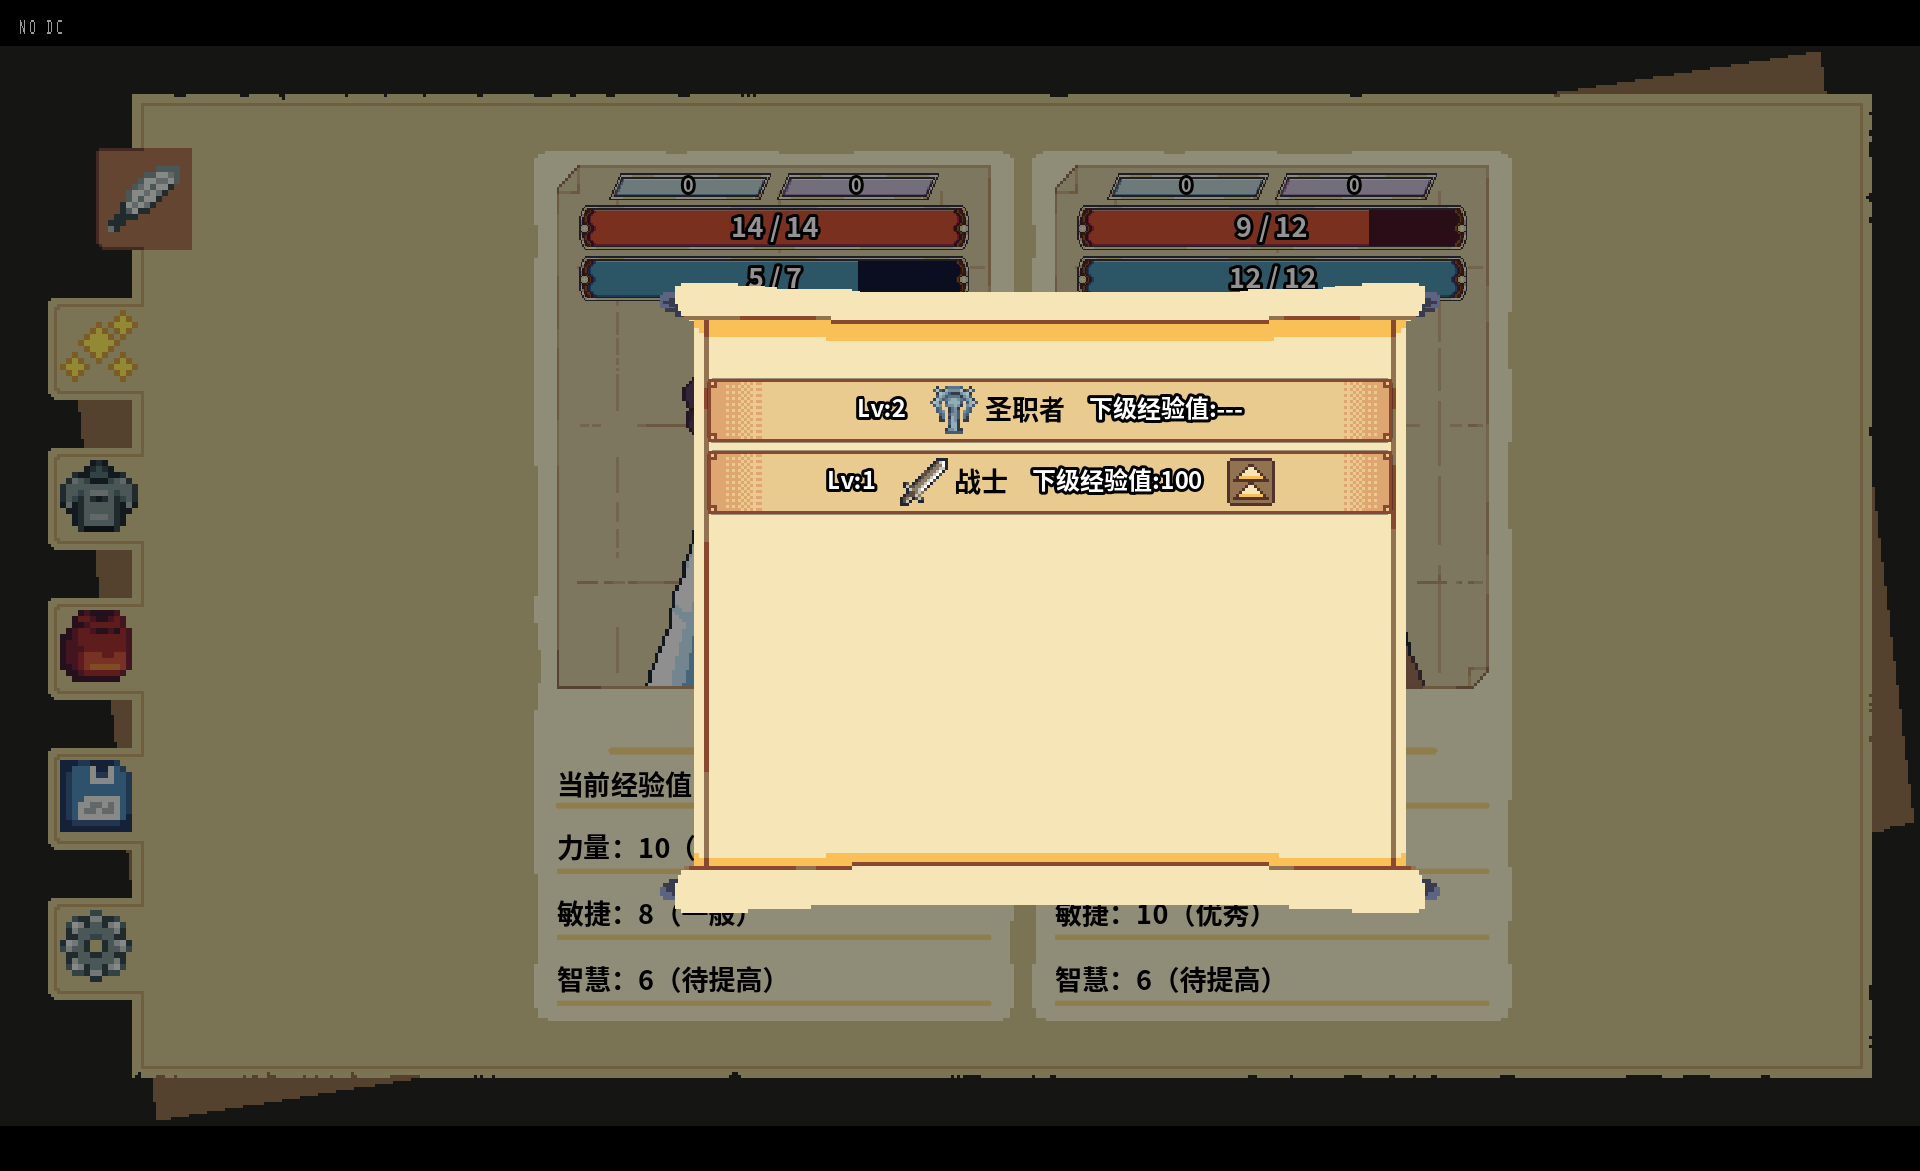 NO DC
0 0 0 0
14/14 9/12
5/7 12/12
Lv:2 圣职者 下级经验值:---
Lv:1 战士 下级经验值:100
当前经验值
力量：10（
敏捷：8（一般） 敏捷：10（优秀）
智慧：6（待提高） 智慧：6（待提高）